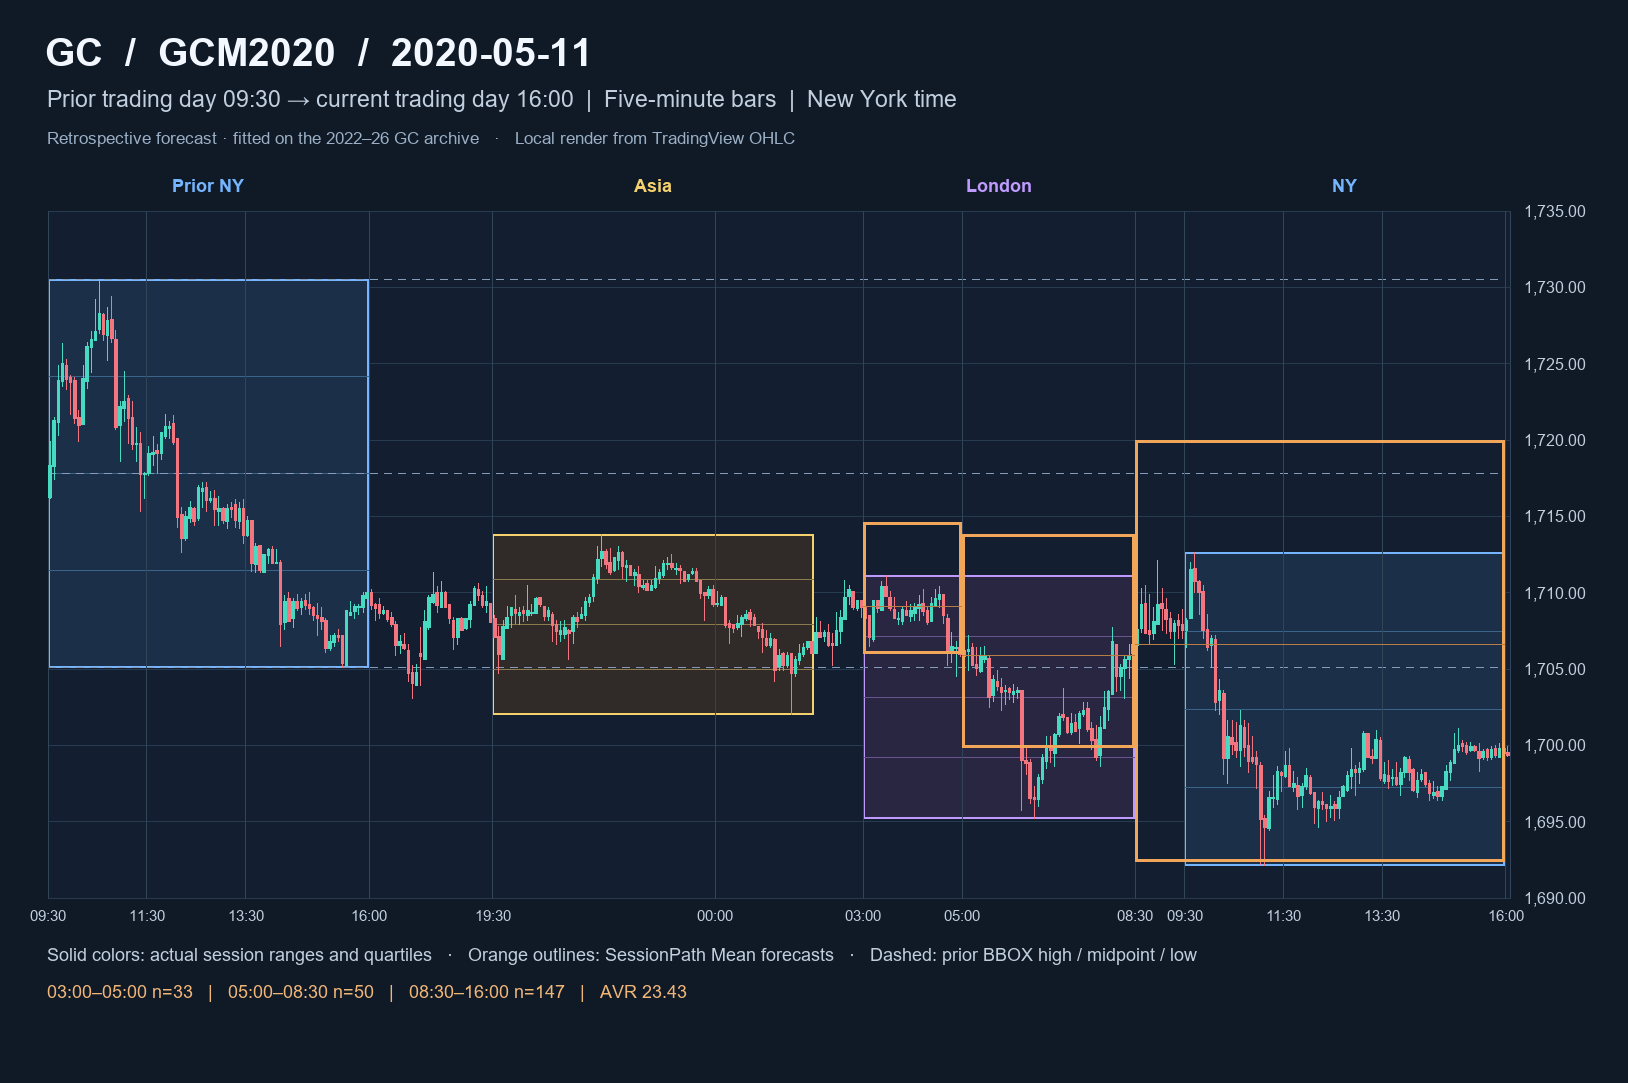 GC / GCM2020 / 2020-05-11
Prior trading day 09:30 → current trading day 16:00 | Five-minute bars | New York time
Retrospective forecast · fitted on the 2022–26 GC archive · Local render from TradingView OHLC
Prior NY Asia London NY
1,735.00
1,730.00
1,725.00
1,720.00
1,715.00
1,710.00
1,705.00
1,700.00
1,695.00
1,690.00
09:30 11:30 13:30 16:00 19:30 00:00 03:00 05:00 08:30 09:30 11:30 13:30 16:00
Solid colors: actual session ranges and quartiles · Orange outlines: SessionPath Mean forecasts · Dashed: prior BBOX high / midpoint / low
03:00–05:00 n=33 | 05:00–08:30 n=50 | 08:30–16:00 n=147 | AVR 23.43